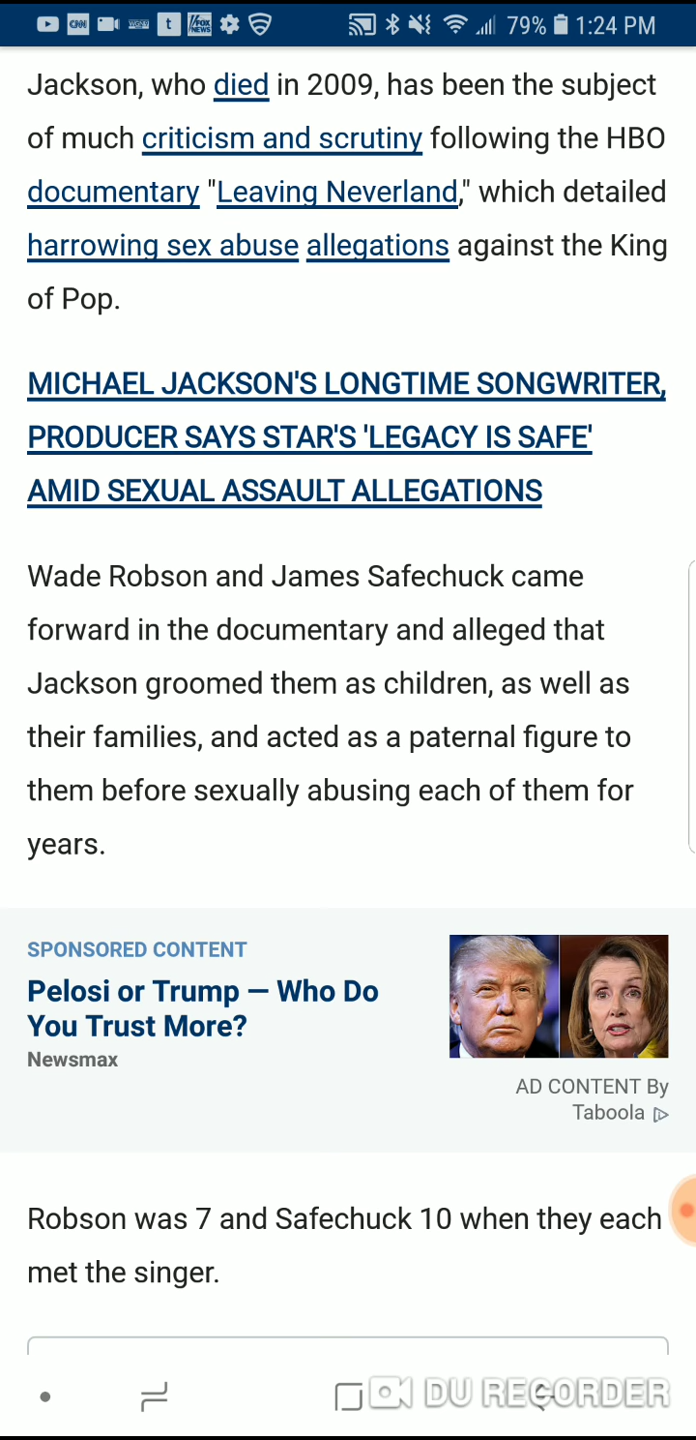 CNN WGN9 t FOX NEWS 79% 1:24 PM
Jackson, who died in 2009, has been the subject
of much criticism and scrutiny following the HBO
documentary "Leaving Neverland," which detailed
harrowing sex abuse allegations against the King
of Pop.
MICHAEL JACKSON'S LONGTIME SONGWRITER,
PRODUCER SAYS STAR'S 'LEGACY IS SAFE'
AMID SEXUAL ASSAULT ALLEGATIONS
Wade Robson and James Safechuck came
forward in the documentary and alleged that
Jackson groomed them as children, as well as
their families, and acted as a paternal figure to
them before sexually abusing each of them for
years.
SPONSORED CONTENT
Pelosi or Trump — Who Do
You Trust More?
Newsmax
AD CONTENT By
Taboola
Robson was 7 and Safechuck 10 when they each
met the singer.
DU RECORDER